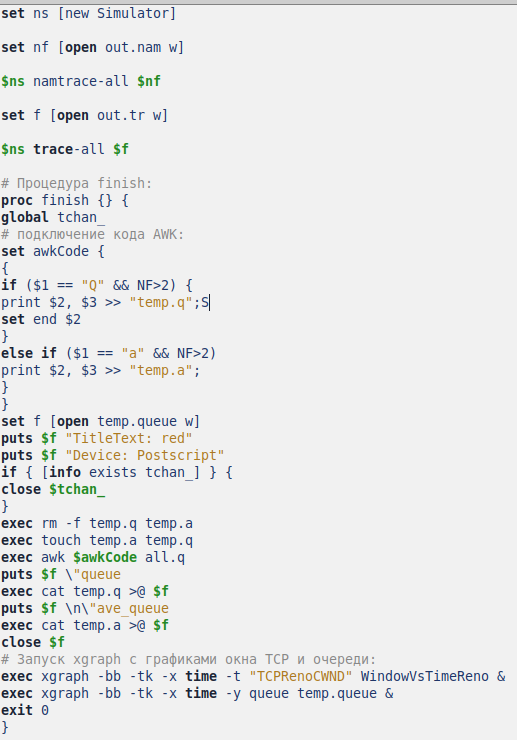 set ns [new Simulator]
set nf [open out.nam w]
$ns namtrace-all $nf
set f [open out.tr w]
$ns trace-all $f
# Процедура finish:
proc finish {} {
global tchan_
# подключение кода AWK:
set awkCode {
{
if ($1 == "Q" && NF>2) {
print $2, $3 >> "temp.q";S
set end $2
}
else if ($1 == "a" && NF>2)
print $2, $3 >> "temp.a";
}
}
set f [open temp.queue w]
puts $f "TitleText: red"
puts $f "Device: Postscript"
if { [info exists tchan_] } {
close $tchan_
}
exec rm -f temp.q temp.a
exec touch temp.a temp.q
exec awk $awkCode all.q
puts $f \"queue
exec cat temp.q >@ $f
puts $f \n\"ave_queue
exec cat temp.a >@ $f
close $f
# Запуск xgraph с графиками окна TCP и очереди:
exec xgraph -bb -tk -x time -t "TCPRenoCWND" WindowVsTimeReno &
exec xgraph -bb -tk -x time -y queue temp.queue &
exit 0
}